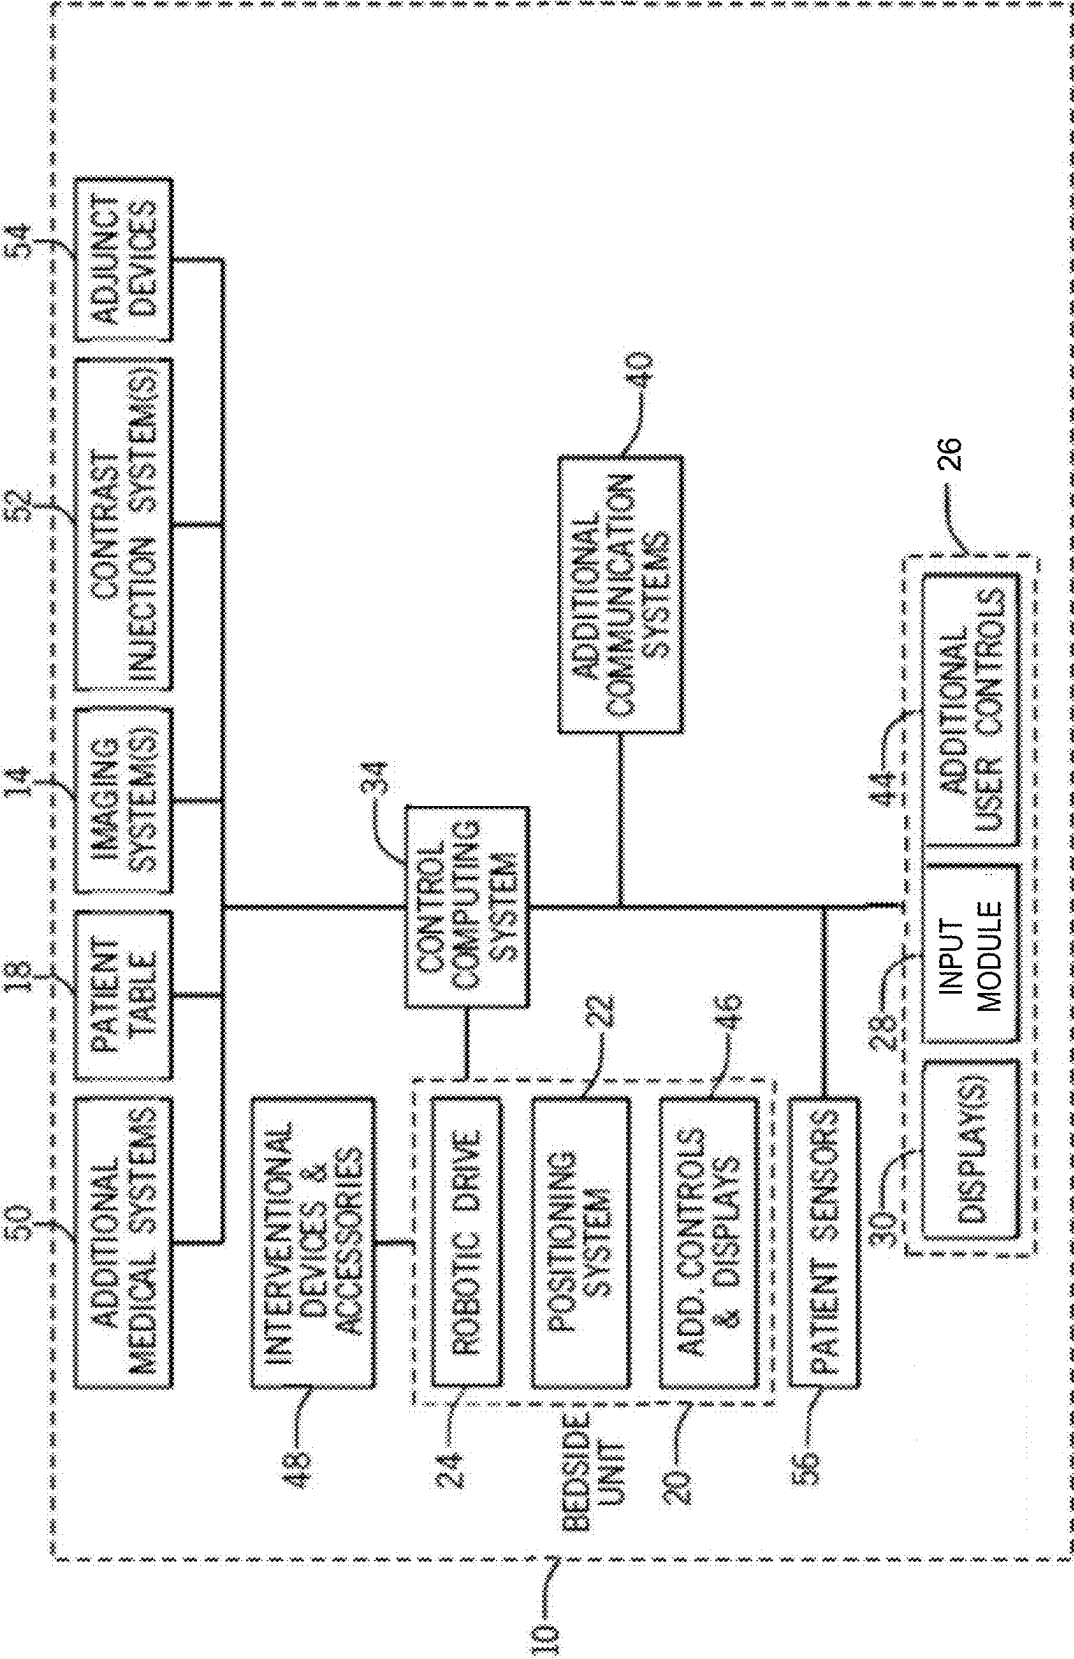 50
18
14
52
54
ADDITIONAL
MEDICAL SYSTEMS
PATIENT
TABLE
IMAGING
SYSTEM(S)
CONTRAST
INJECTION SYSTEM(S)
ADJUNCT
DEVICES
48
INTERVENTIONAL
DEVICES &
ACCESSORIES
34
CONTROL
COMPUTING
SYSTEM
24
ROBOTIC DRIVE
BEDSIDE
UNIT
POSITIONING
SYSTEM
22
20
ADD. CONTROLS
& DISPLAYS
46
ADDITIONAL
COMMUNICATION
SYSTEMS
40
56
PATIENT SENSORS
30
28
44
26
DISPLAY(S)
INPUT
MODULE
ADDITIONAL
USER CONTROLS
10